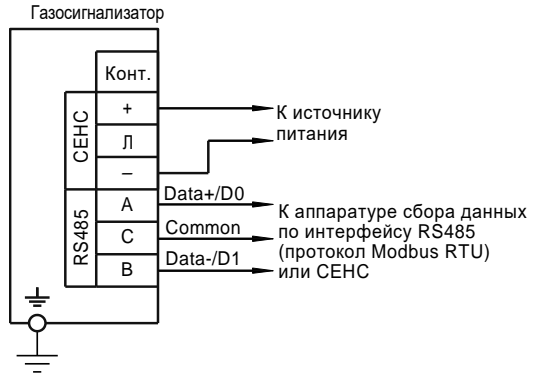 Газосигнализатор
Конт.
СЕНС
+
Л
–
К источнику
питания
RS485
A
C
B
Data+/D0
Common
Data-/D1
К аппаратуре сбора данных
по интерфейсу RS485
(протокол Modbus RTU)
или СЕНС